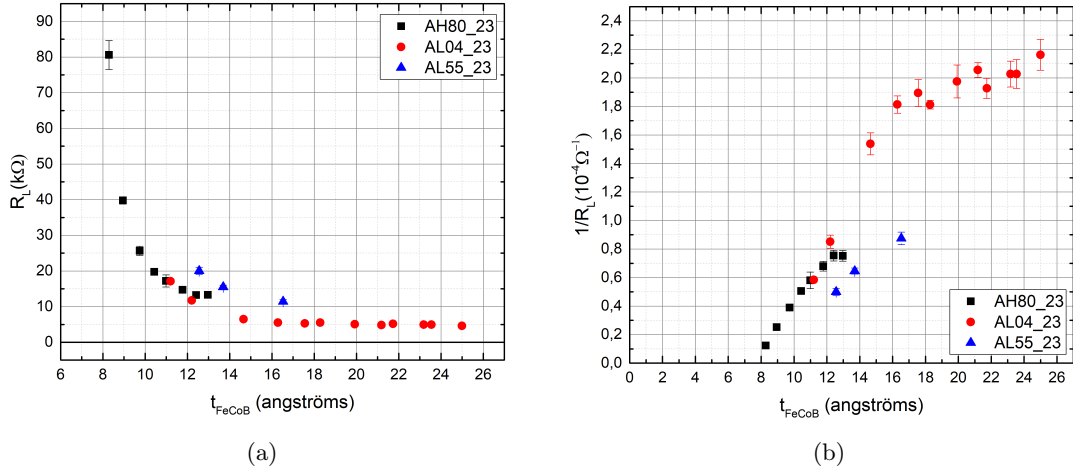 90
80
70
60
50
40
30
20
10
0
R_L(kΩ)
AH80_23
AL04_23
AL55_23
6 8 10 12 14 16 18 20 22 24 26
t_FeCoB (angströms)
(a)
2,4
2,2
2,0
1,8
1,6
1,4
1,2
1,0
0,8
0,6
0,4
0,2
0,0
1/R_L(10⁻⁴Ω⁻¹)
AH80_23
AL04_23
AL55_23
0 2 4 6 8 10 12 14 16 18 20 22 24 26
t_FeCoB (angströms)
(b)